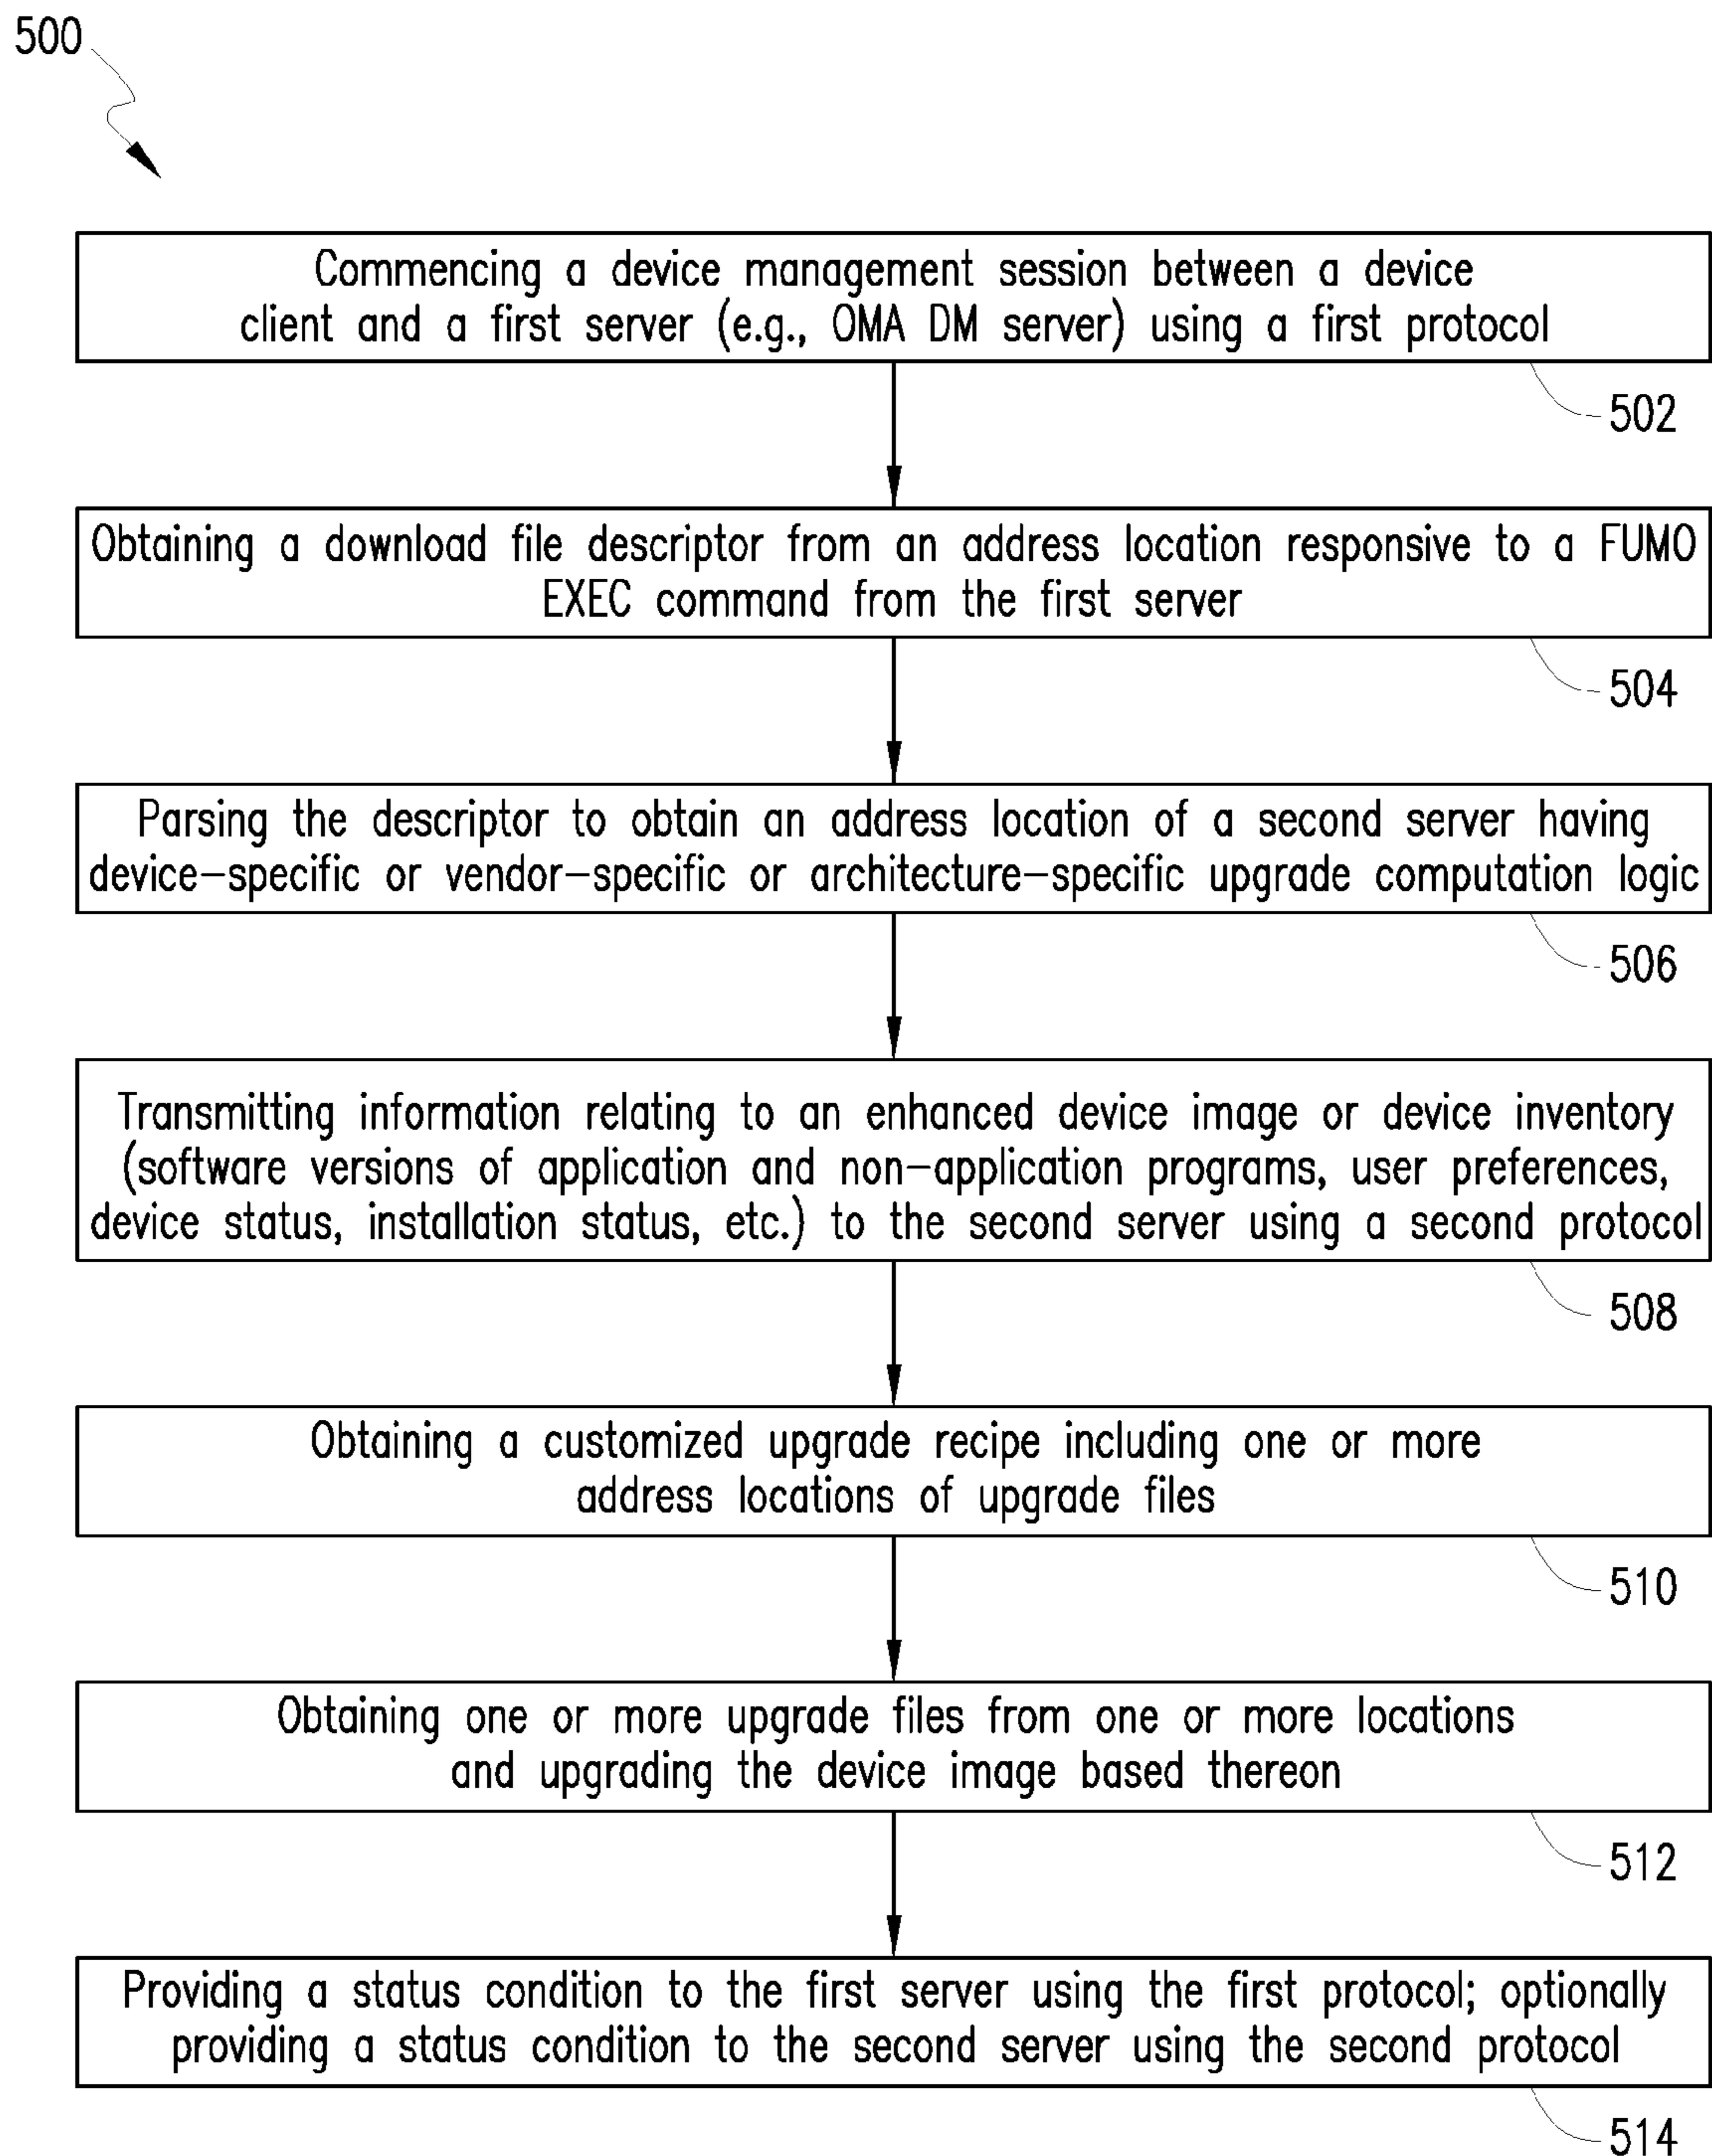 500
Commencing a device management session between a device
client and a first server (e.g., OMA DM server) using a first protocol
502
Obtaining a download file descriptor from an address location responsive to a FUMO
EXEC command from the first server
504
Parsing the descriptor to obtain an address location of a second server having
device-specific or vendor-specific or architecture-specific upgrade computation logic
506
Transmitting information relating to an enhanced device image or device inventory
(software versions of application and non-application programs, user preferences,
device status, installation status, etc.) to the second server using a second protocol
508
Obtaining a customized upgrade recipe including one or more
address locations of upgrade files
510
Obtaining one or more upgrade files from one or more locations
and upgrading the device image based thereon
512
Providing a status condition to the first server using the first protocol; optionally
providing a status condition to the second server using the second protocol
514